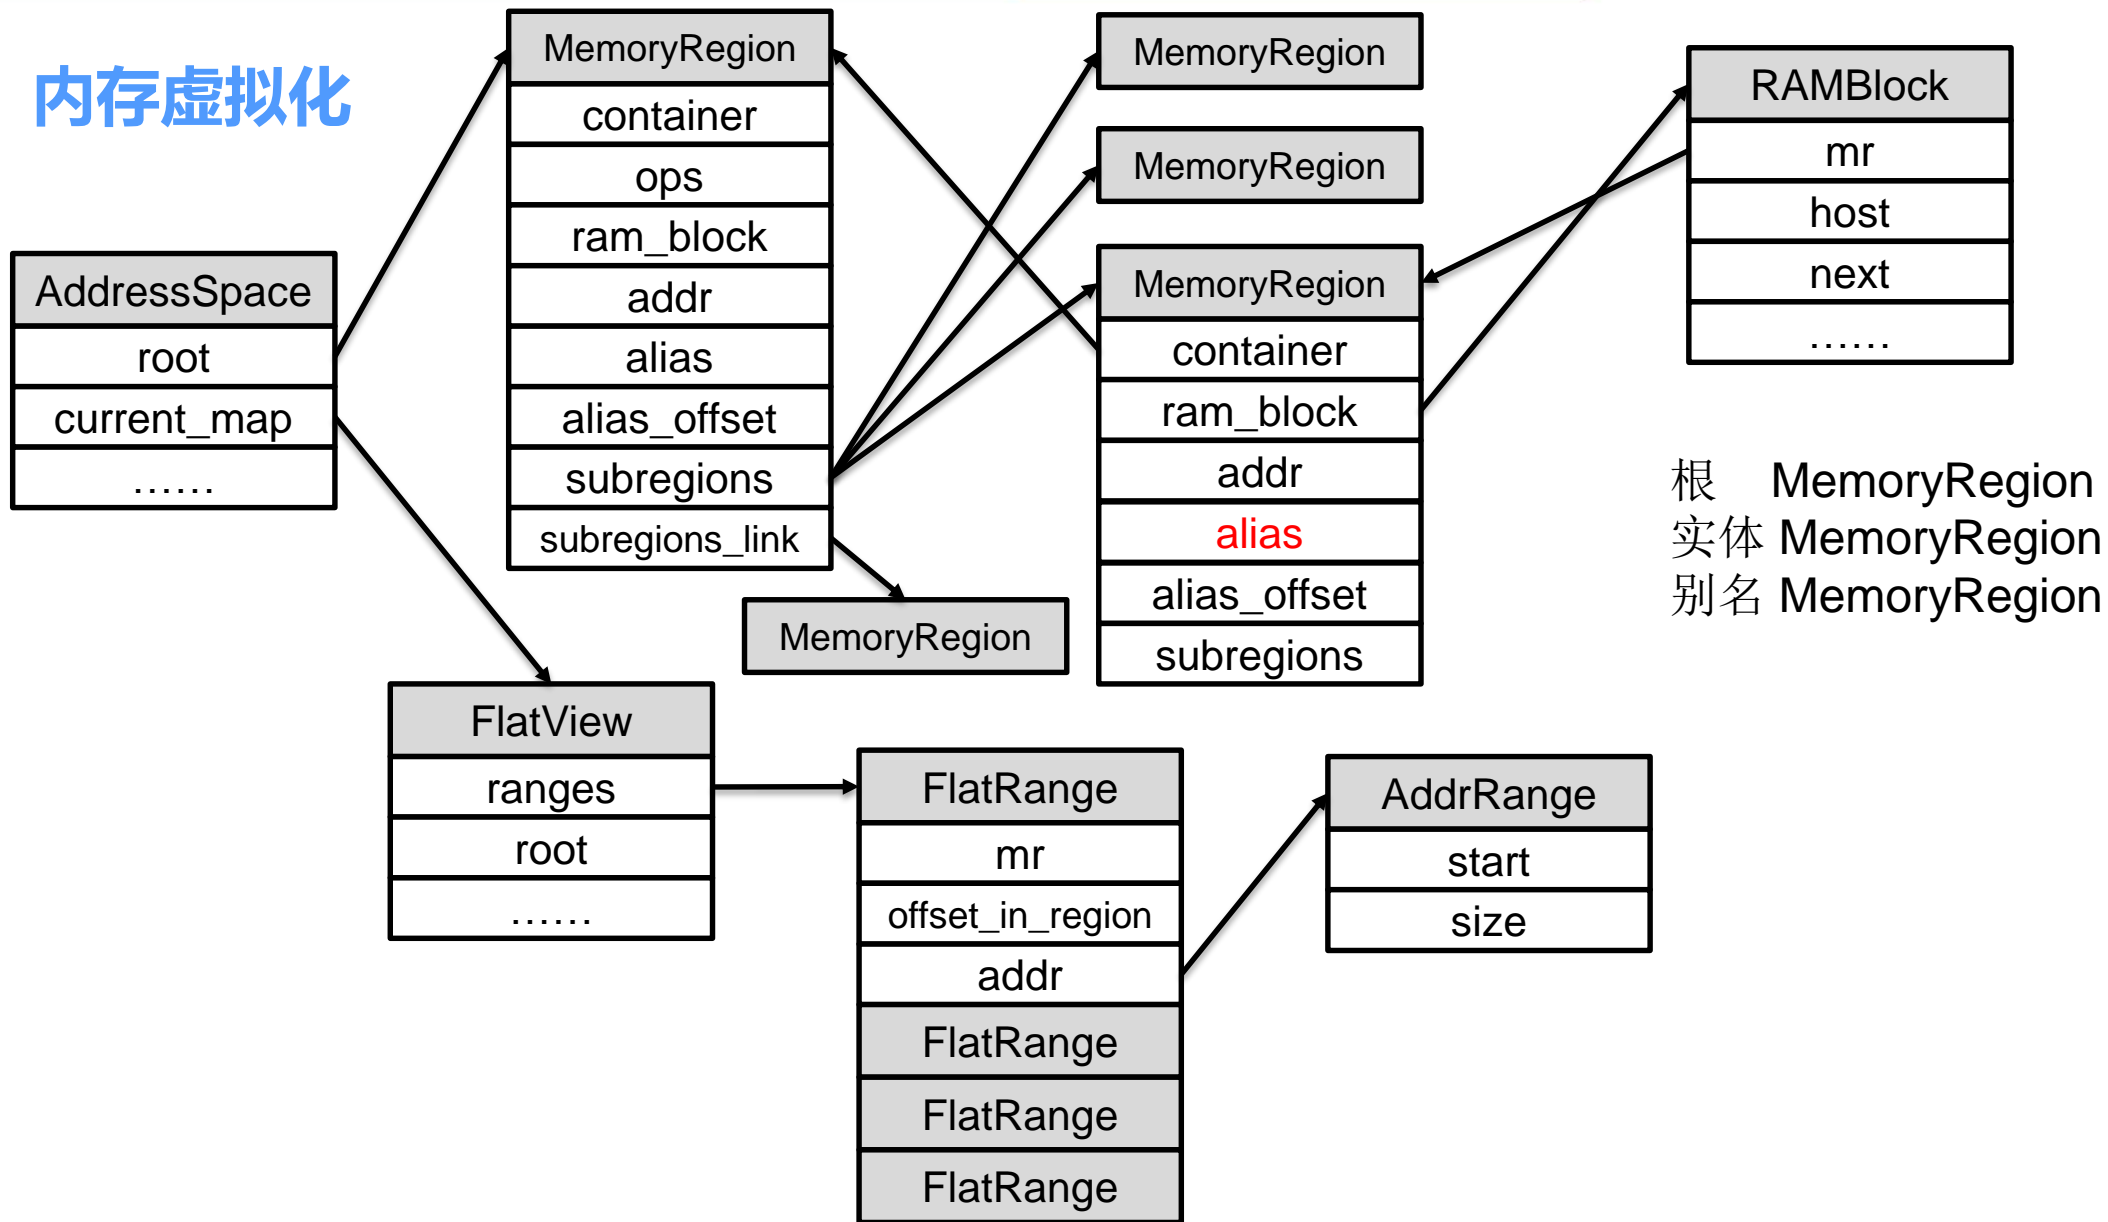 内存虚拟化
AddressSpace
root
current_map
......
MemoryRegion
container
ops
ram_block
addr
alias
alias_offset
subregions
subregions_link
MemoryRegion
MemoryRegion
MemoryRegion
MemoryRegion
container
ram_block
addr
alias
alias_offset
subregions
RAMBlock
mr
host
next
......
根 MemoryRegion
实体 MemoryRegion
别名 MemoryRegion
FlatView
ranges
root
......
FlatRange
mr
offset_in_region
addr
FlatRange
FlatRange
FlatRange
AddrRange
start
size